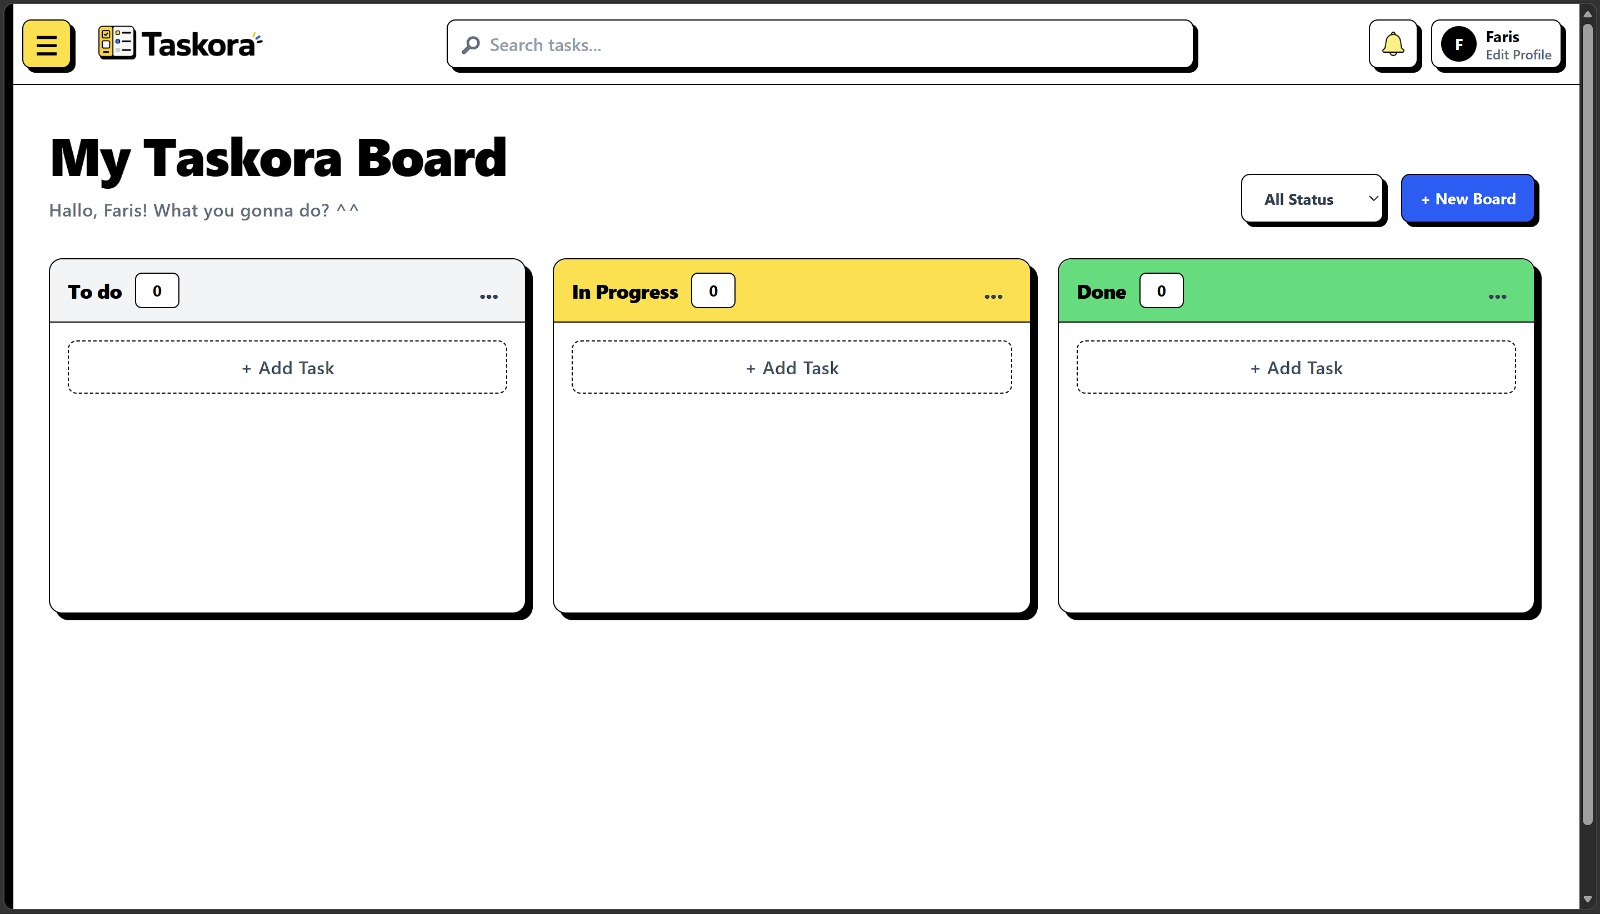 Taskora
Search tasks...
F
Faris
Edit Profile
My Taskora Board
Hallo, Faris! What you gonna do? ^^
All Status
+ New Board
To do 0 ...
In Progress 0 ...
Done 0 ...
+ Add Task
+ Add Task
+ Add Task